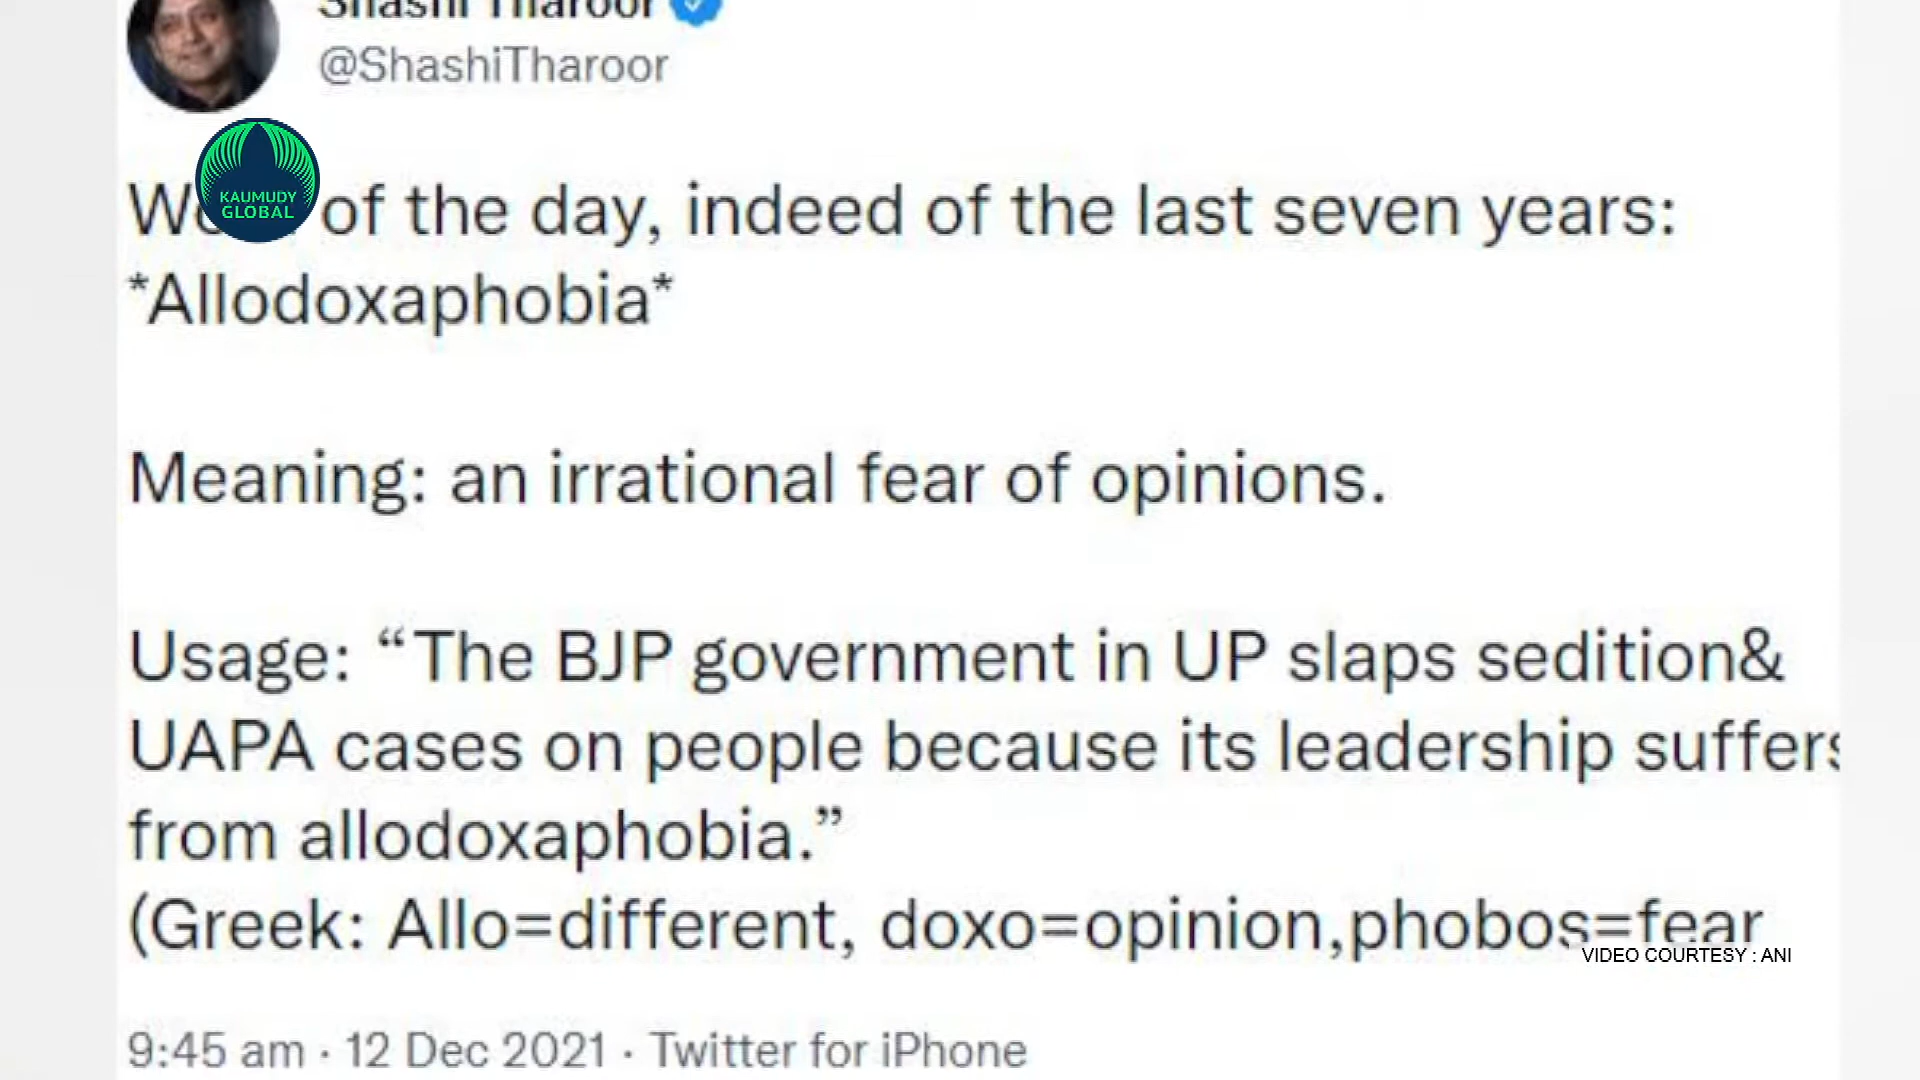 Shashi Tharoor
@ShashiTharoor
KAUMUDY
GLOBAL
of the day, indeed of the last seven years:
*Allodoxaphobia*
Meaning: an irrational fear of opinions.
Usage: “The BJP government in UP slaps sedition&
UAPA cases on people because its leadership suffers
from allodoxaphobia.”
(Greek: Allo=different, doxo=opinion,phobos=fear
VIDEO COURTESY : ANI
9:45 am · 12 Dec 2021 · Twitter for iPhone